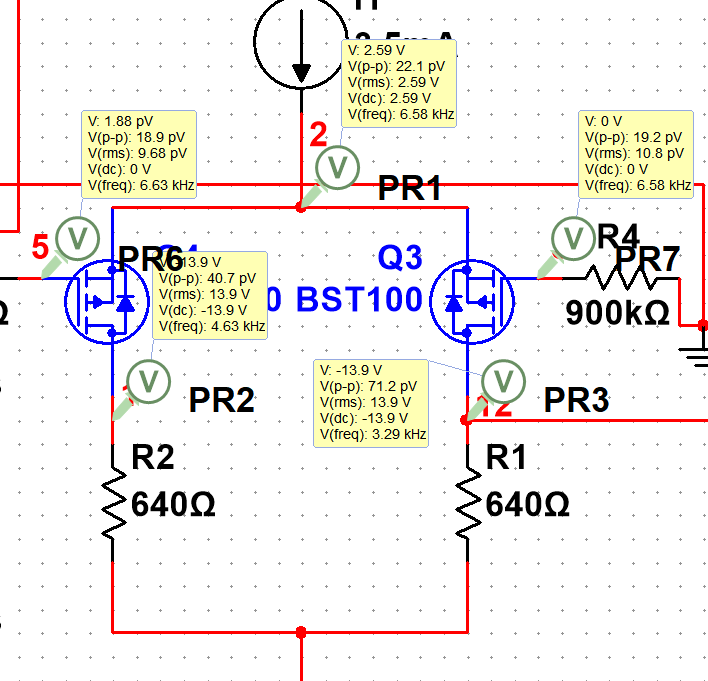 V: 2.59 V
V(p-p): 22.1 pV
V(rms): 2.59 V
V(dc): 2.59 V
V(freq): 6.58 kHz
V: 1.88 pV
V(p-p): 18.9 pV
V(rms): 9.68 pV
V(dc): 0 V
V(freq): 6.63 kHz
V: 0 V
V(p-p): 19.2 pV
V(rms): 10.8 pV
V(dc): 0 V
V(freq): 6.58 kHz
2
V
PR1
5
V
PR6
Q3
V
R4
PR7
13.9 V
V(p-p): 40.7 pV
V(rms): 13.9 V
V(dc): -13.9 V
V(freq): 4.63 kHz
0 BST100
900kΩ
Ω
V: -13.9 V
V(p-p): 71.2 pV
V(rms): 13.9 V
V(dc): -13.9 V
V(freq): 3.29 kHz
V
PR2
V
12
PR3
R2
640Ω
R1
640Ω